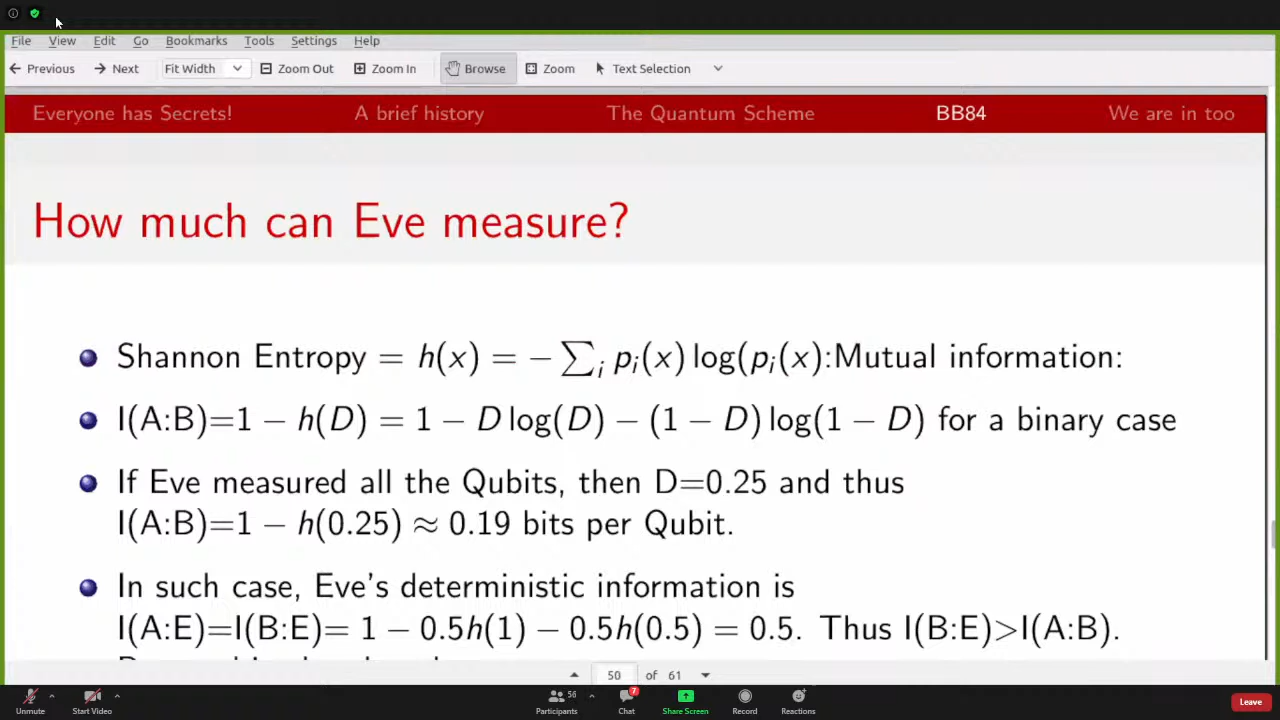 File View Edit Go Bookmarks Tools Settings Help
Previous Next Fit Width Zoom Out Zoom In Browse Zoom Text Selection
Everyone has Secrets! A brief history The Quantum Scheme BB84 We are in too
How much can Eve measure?
Shannon Entropy = h(x) = − ∑i pi(x) log(pi(x):Mutual information:
I(A:B)=1 − h(D) = 1 − D log(D) − (1 − D) log(1 − D) for a binary case
If Eve measured all the Qubits, then D=0.25 and thus
I(A:B)=1 − h(0.25) ≈ 0.19 bits per Qubit.
In such case, Eve's deterministic information is
I(A:E)=I(B:E)= 1 − 0.5h(1) − 0.5h(0.5) = 0.5. Thus I(B:E)>I(A:B).
50 of 61
56 7
Unmute Start Video Participants Chat Share Screen Record Reactions Leave